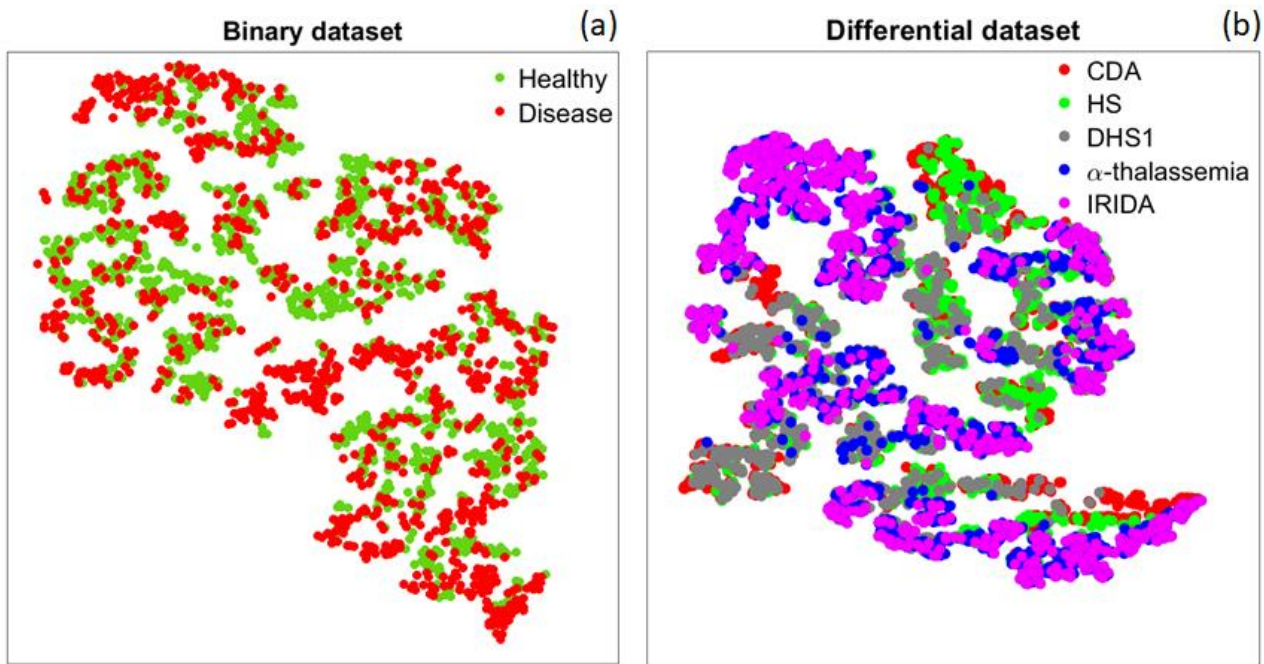 Binary dataset
(a)
Healthy
Disease
Differential dataset
(b)
CDA
HS
DHS1
α-thalassemia
IRIDA